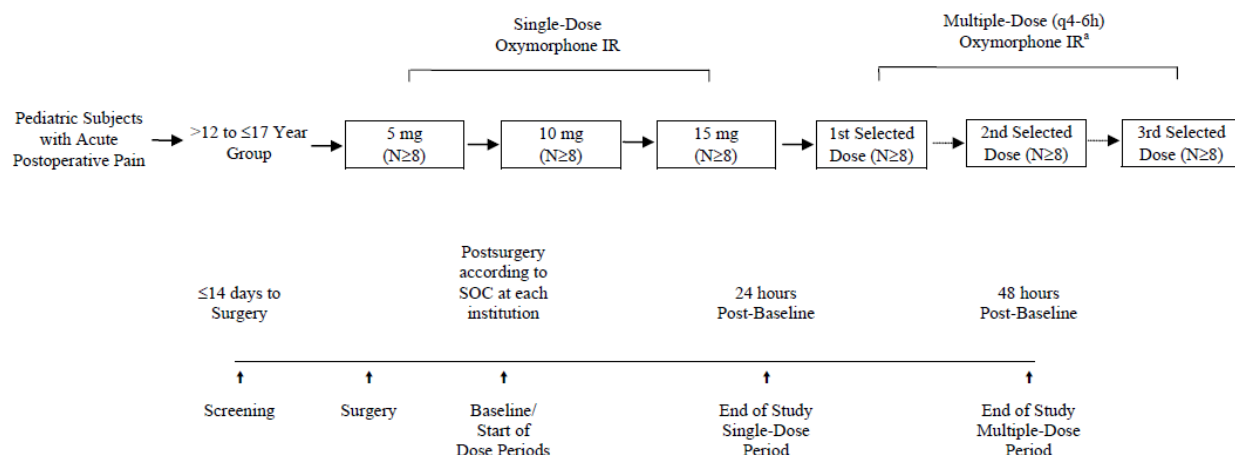 Single-Dose
Oxymorphone IR
Multiple-Dose (q4-6h)
Oxymorphone IRª
Pediatric Subjects
with Acute
Postoperative Pain
>12 to ≤17 Year
Group
5 mg
(N≥8)
10 mg
(N≥8)
15 mg
(N≥8)
1st Selected
Dose (N≥8)
2nd Selected
Dose (N≥8)
3rd Selected
Dose (N≥8)
≤14 days to
Surgery
Postsurgery
according to
SOC at each
institution
24 hours
Post-Baseline
48 hours
Post-Baseline
Screening
Surgery
Baseline/
Start of
Dose Periods
End of Study
Single-Dose
Period
End of Study
Multiple-Dose
Period